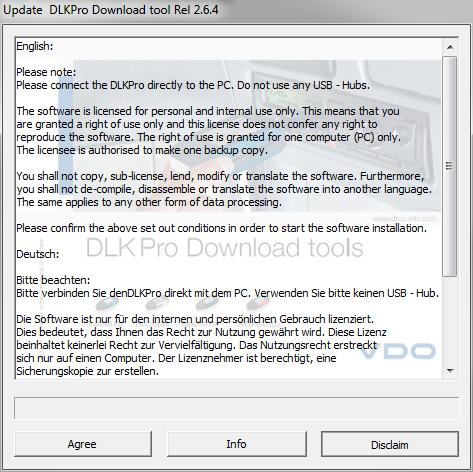 Update DLKPro Download tool Rel 2.6.4
English:
Please note:
Please connect the DLKPro directly to the PC. Do not use any USB - Hubs.
The software is licensed for personal and internal use only. This means that you
are granted a right of use only and this license does not confer any right to
reproduce the software. The right of use is granted for one computer (PC) only.
The licensee is authorised to make one backup copy.
You shall not copy, sub-license, lend, modify or translate the software. Furthermore,
you shall not de-compile, disassemble or translate the software into another language.
The same applies to any other form of data processing.
www.dtco.vdo.com
Please confirm the above set out conditions in order to start the software installation.
DLKPro Download tools
Deutsch:
Bitte beachten:
Bitte verbinden Sie denDLKPro direkt mit dem PC. Verwenden Sie bitte keinen USB - Hub.
Die Software ist nur für den internen und persönlichen Gebrauch lizenziert.
Dies bedeutet, dass Ihnen das Recht zur Nutzung gewährt wird. Diese Lizenz
beinhaltet keinerlei Recht zur Vervielfältigung. Das Nutzungsrecht erstreckt
sich nur auf einen Computer. Der Lizenznehmer ist berechtigt, eine
VDO
Sicherungskopie zur erstellen.
Agree
Info
Disclaim